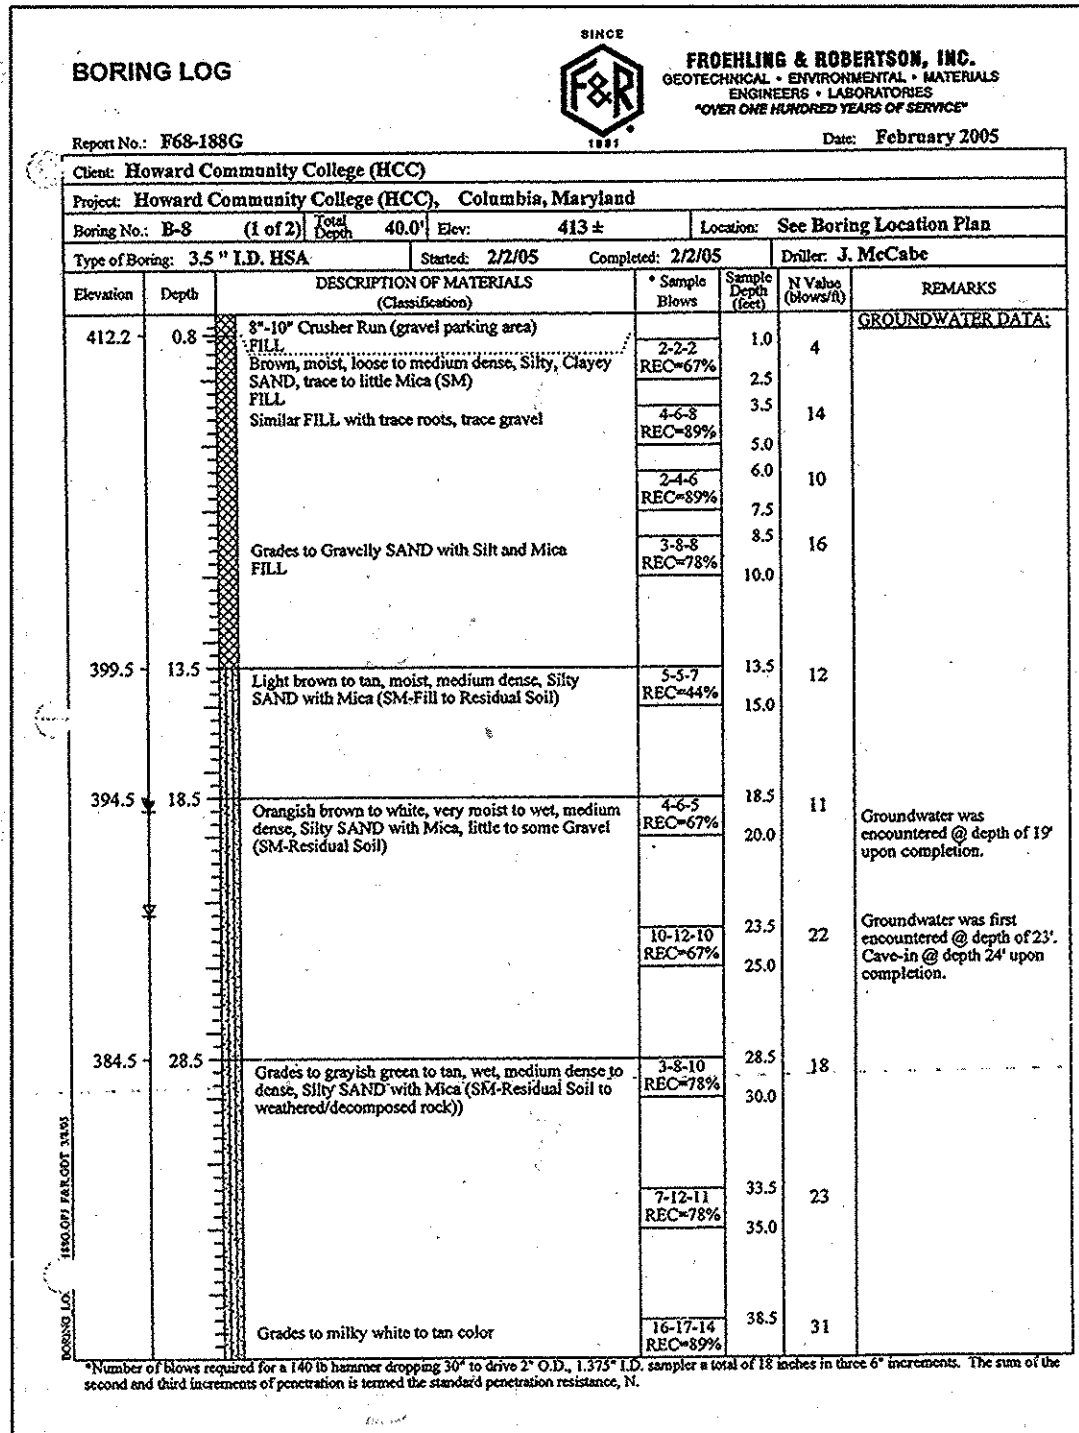 SINCE
BORING LOG
F&R
1881
FROEHLING & ROBERTSON, INC.
GEOTECHNICAL • ENVIRONMENTAL • MATERIALS
ENGINEERS • LABORATORIES
"OVER ONE HUNDRED YEARS OF SERVICE"
Report No.: F68-188G
Date: February 2005
Client: Howard Community College (HCC)
Project: Howard Community College (HCC), Columbia, Maryland
Boring No.: B-8 (1 of 2) Total Depth 40.0' Elev: 413 ± Location: See Boring Location Plan
Type of Boring: 3.5 " I.D. HSA Started: 2/2/05 Completed: 2/2/05 Driller: J. McCabe
Elevation Depth DESCRIPTION OF MATERIALS (Classification) * Sample Blows Sample Depth (feet) N Value (blows/ft) REMARKS
GROUNDWATER DATA:
412.2 0.8
8"-10" Crusher Run (gravel parking area)
FILL
Brown, moist, loose to medium dense, Silty, Clayey
SAND, trace to little Mica (SM)
FILL
2-2-2 1.0 4
REC=67% 2.5
Similar FILL with trace roots, trace gravel
4-6-8 3.5 14
REC=89% 5.0
2-4-6 6.0 10
REC=89% 7.5
Grades to Gravelly SAND with Silt and Mica
FILL
3-8-8 8.5 16
REC=78% 10.0
399.5 13.5
Light brown to tan, moist, medium dense, Silty
SAND with Mica (SM-Fill to Residual Soil)
5-5-7 13.5 12
REC=44% 15.0
394.5 18.5
Orangish brown to white, very moist to wet, medium
dense, Silty SAND with Mica, little to some Gravel
(SM-Residual Soil)
4-6-5 18.5 11
REC=67% 20.0
Groundwater was
encountered @ depth of 19'
upon completion.
10-12-10 23.5 22
REC=67% 25.0
Groundwater was first
encountered @ depth of 23'.
Cave-in @ depth 24' upon
completion.
384.5 28.5
Grades to grayish green to tan, wet, medium dense to
dense, Silty SAND with Mica (SM-Residual Soil to
weathered/decomposed rock))
3-8-10 28.5 18
REC=78% 30.0
7-12-11 33.5 23
REC=78% 35.0
Grades to milky white to tan color
16-17-14 38.5 31
REC=89%
*Number of blows required for a 140 lb hammer dropping 30" to drive 2" O.D., 1.375" I.D. sampler a total of 18 inches in three 6" increments. The sum of the
second and third increments of penetration is termed the standard penetration resistance, N.